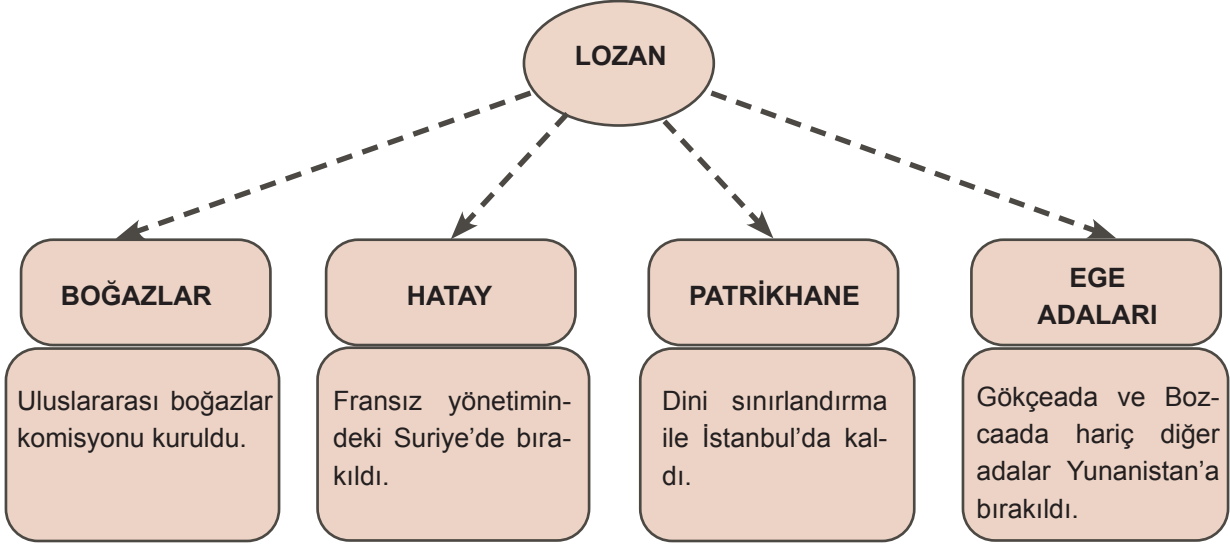 LOZAN
BOĞAZLAR
Uluslararası boğazlar
komisyonu kuruldu.
HATAY
Fransız yönetimin-
deki Suriye’de bıra-
kıldı.
PATRİKHANE
Dini sınırlandırma
ile İstanbul’da kal-
dı.
EGE
ADALARI
Gökçeada ve Boz-
caada hariç diğer
adalar Yunanistan’a
bırakıldı.